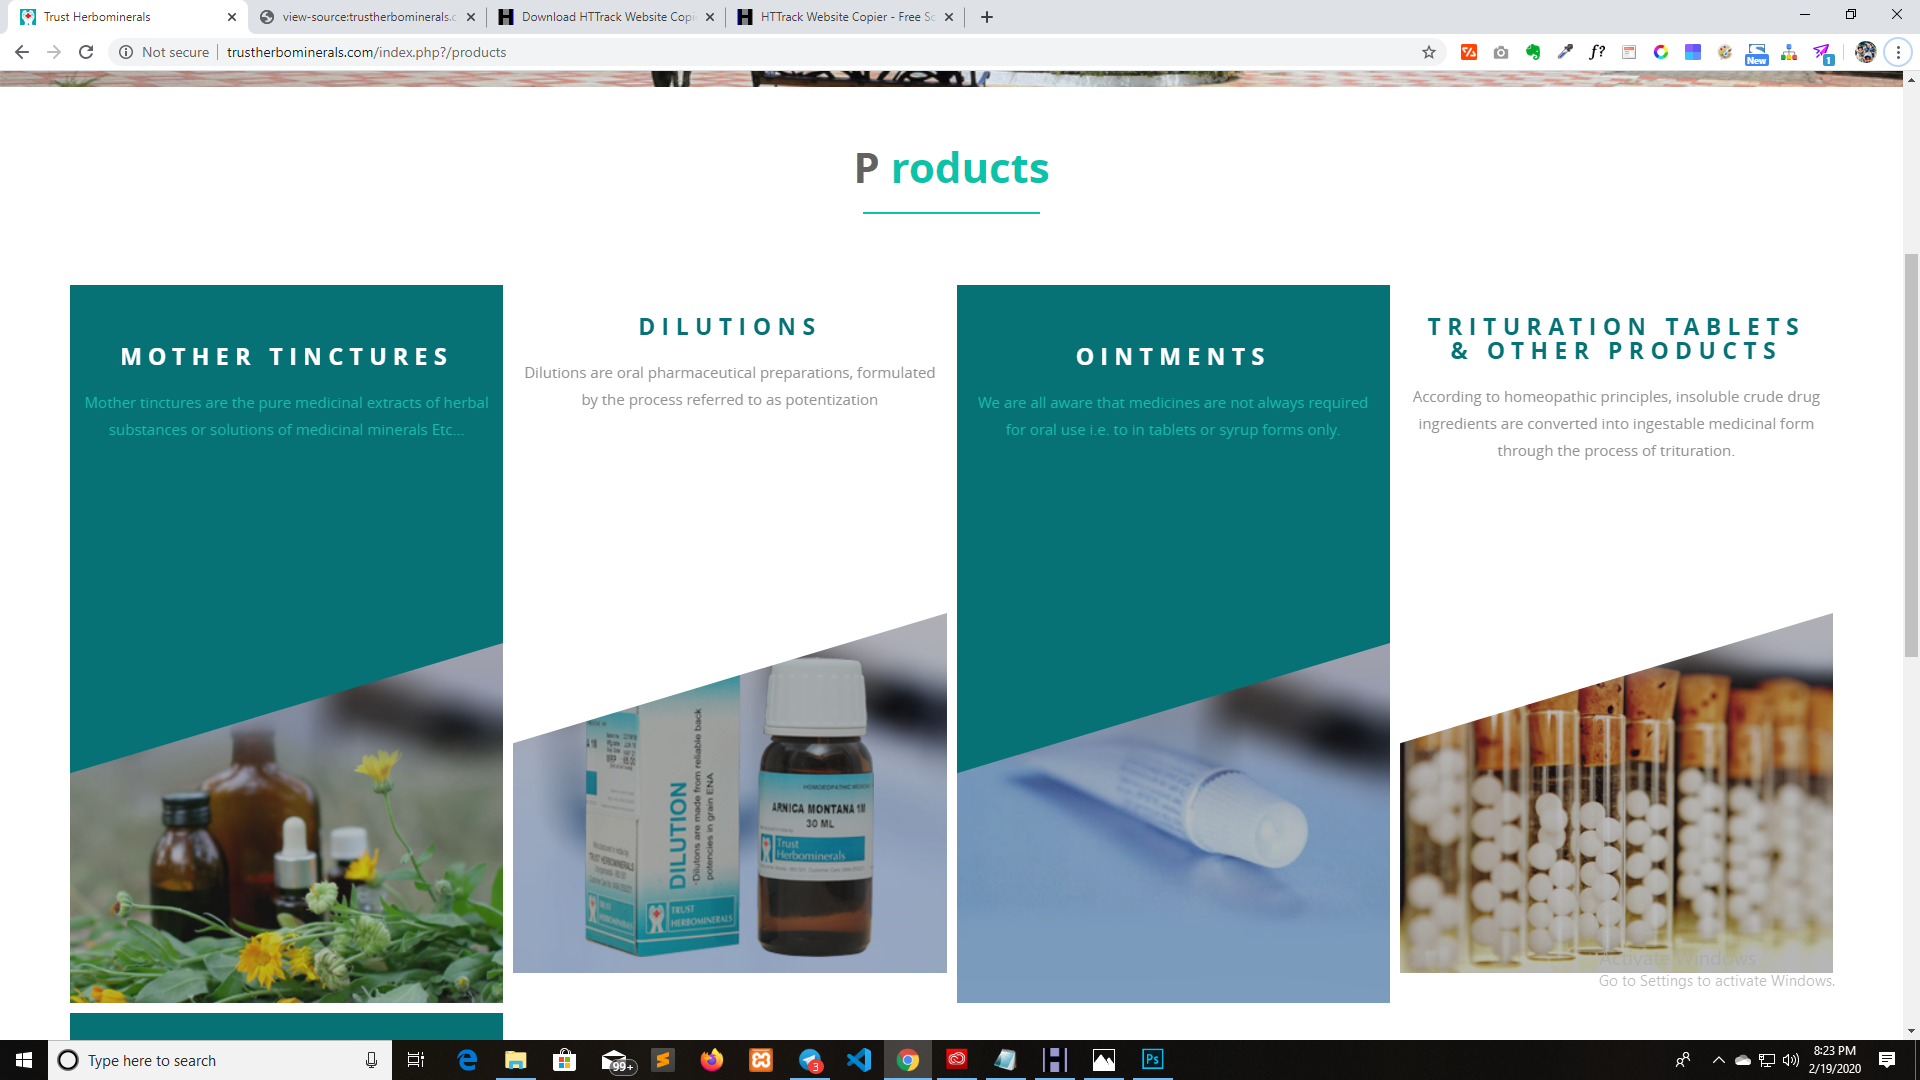 Trust Herbominerals
view-source:trustherbominerals.c
Download HTTrack Website Copi
HTTrack Website Copier - Free So
Not secure
trustherbominerals.com/index.php?/products
f?
New
1
P roducts
MOTHER TINCTURES
Mother tinctures are the pure medicinal extracts of herbal
substances or solutions of medicinal minerals Etc...
DILUTIONS
Dilutions are oral pharmaceutical preparations, formulated
by the process referred to as potentization
OINTMENTS
We are all aware that medicines are not always required
for oral use i.e. to in tablets or syrup forms only.
TRITURATION TABLETS
& OTHER PRODUCTS
According to homeopathic principles, insoluble crude drug
ingredients are converted into ingestable medicinal form
through the process of trituration.
DILUTION
Dilutions are made from reliable back
potencies in grain ENA
TRUST
HERBOMINERALS
ARNICA MONTANA 1M
30 ML
Trust
Herbominerals
Activate Windows
Go to Settings to activate Windows.
Type here to search
99+
3
Ps
8:23 PM
2/19/2020